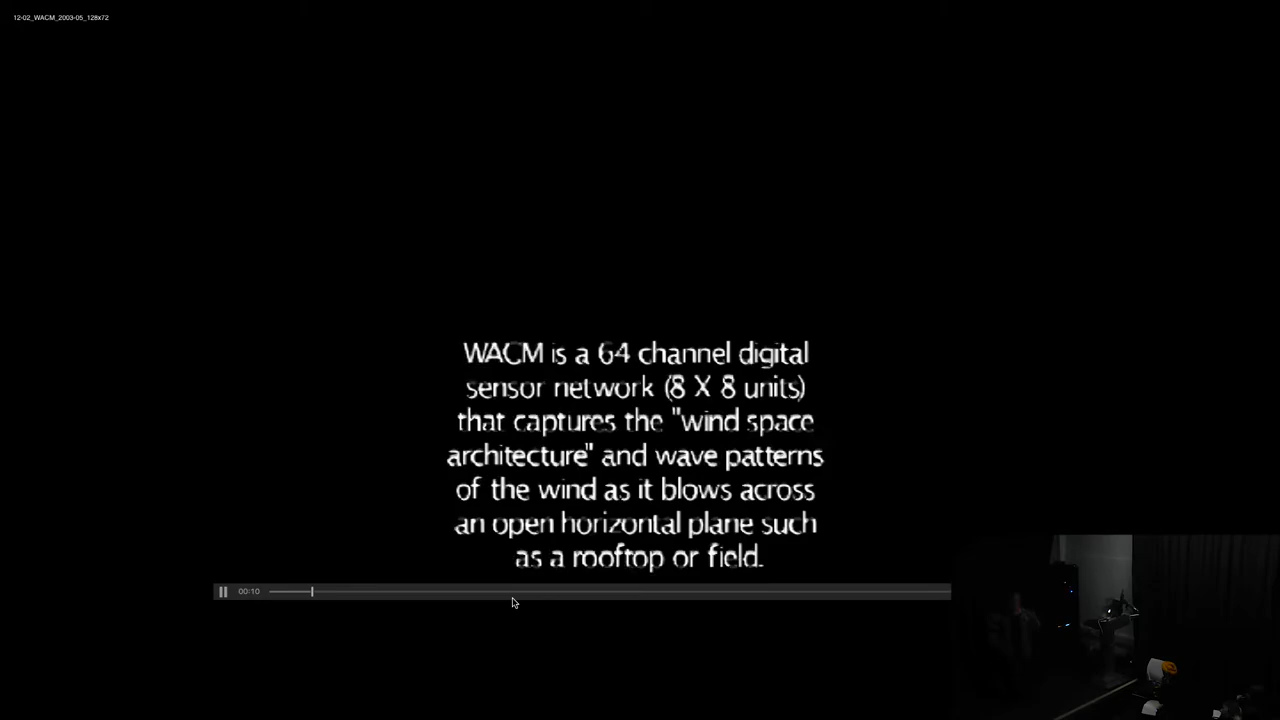 12-02_WACM_2003-05_128x72
WACM is a 64 channel digital
sensor network (8 X 8 units)
that captures the "wind space
architecture" and wave patterns
of the wind as it blows across
an open horizontal plane such
as a rooftop or field.
00:10